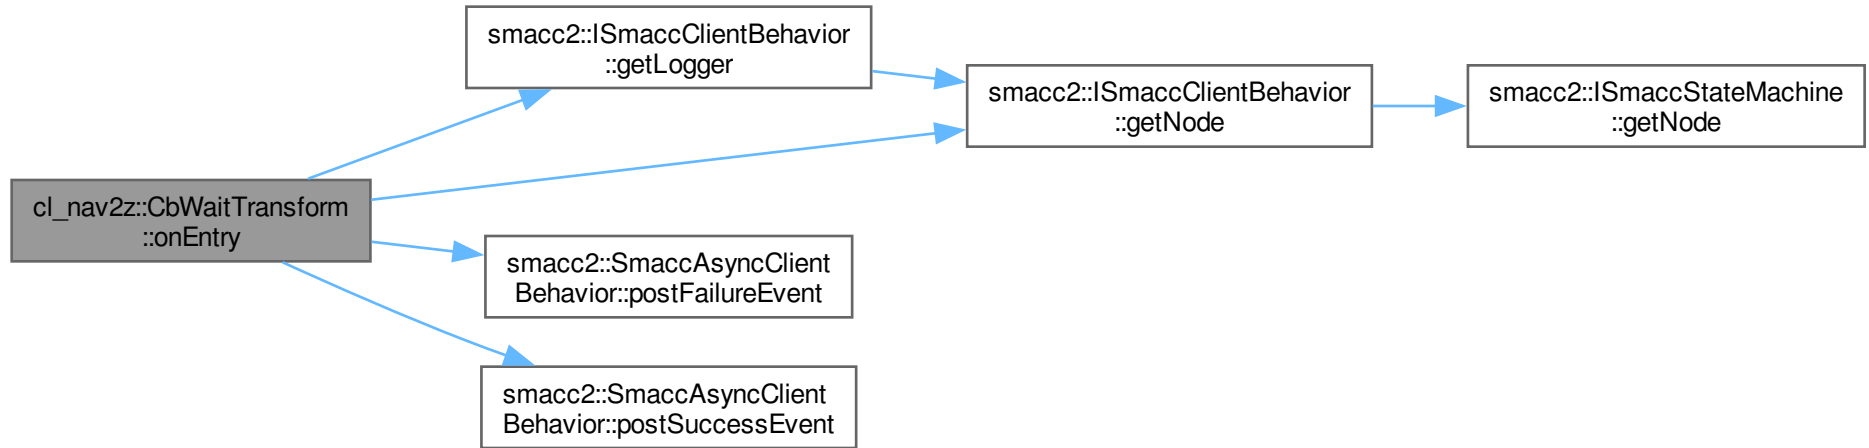 cl_nav2z::CbWaitTransform
::onEntry
smacc2::ISmaccClientBehavior
::getLogger
smacc2::ISmaccClientBehavior
::getNode
smacc2::ISmaccStateMachine
::getNode
smacc2::SmaccAsyncClient
Behavior::postFailureEvent
smacc2::SmaccAsyncClient
Behavior::postSuccessEvent